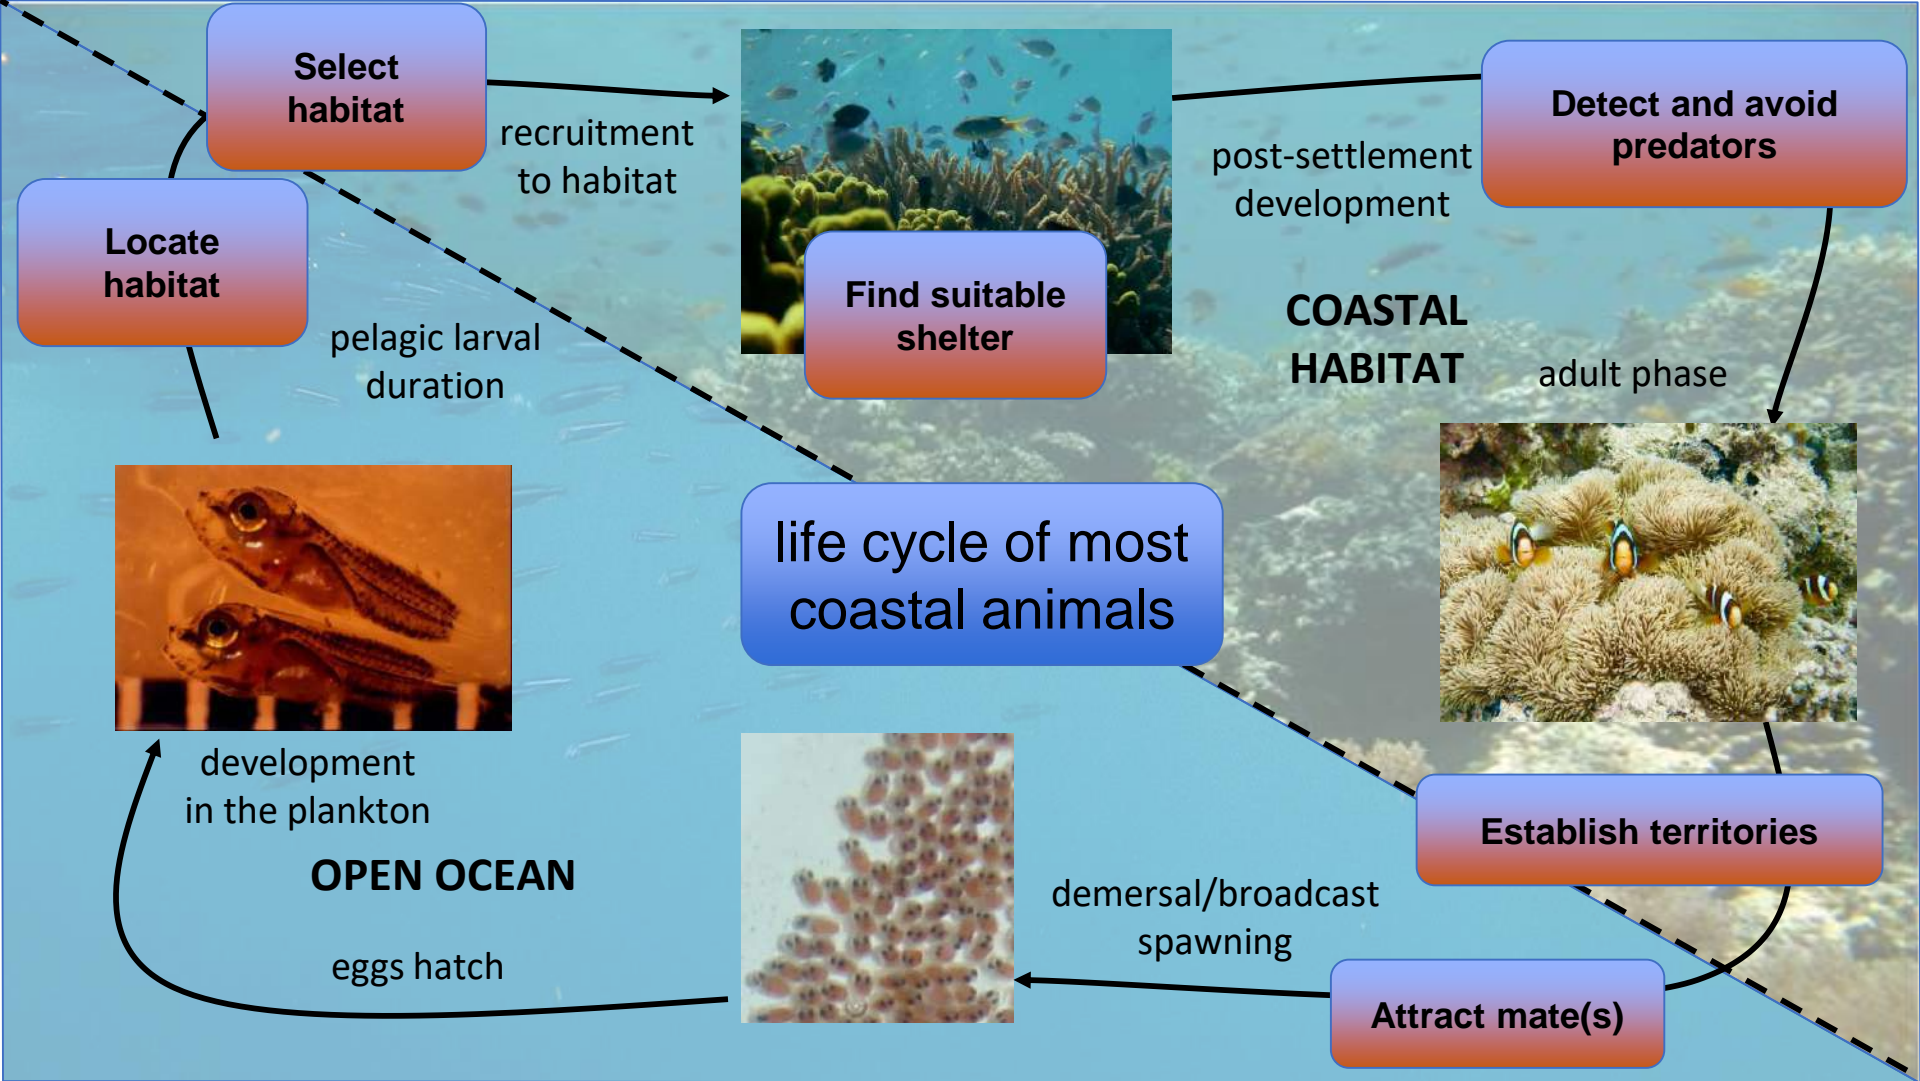 Select
habitat
recruitment
to habitat
Detect and avoid
predators
post-settlement
development
Locate
habitat
Find suitable
shelter
COASTAL
HABITAT
pelagic larval
duration
adult phase
life cycle of most
coastal animals
development
in the plankton
OPEN OCEAN
Establish territories
demersal/broadcast
spawning
eggs hatch
Attract mate(s)